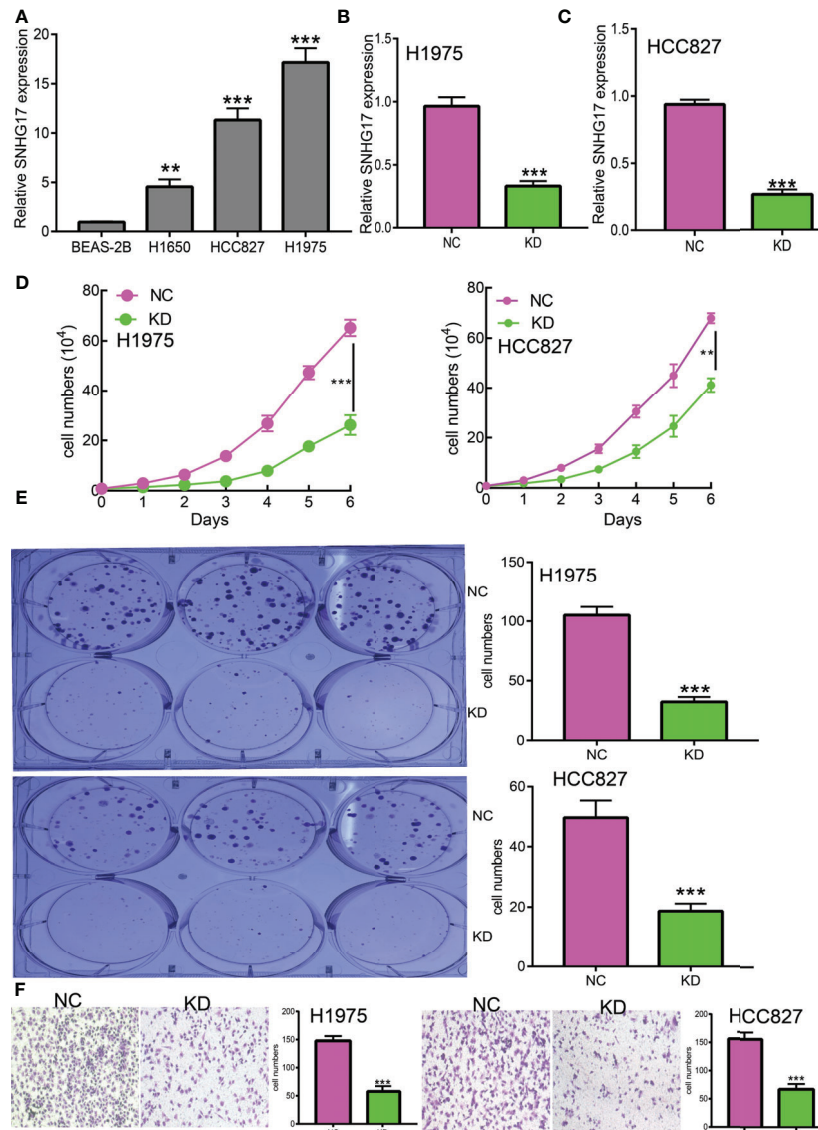 A
Relative SNHG17 expression
20
15
10
5
0
**
***
***
BEAS-2B
H1650
HCC827
H1975
B
Relative SNHG17 expression
1.5
1.0
0.5
0.0
H1975
***
NC
KD
C
Relative SNHG17 expression
1.5
1.0
0.5
0.0
HCC827
***
NC
KD
D
cell numbers (10⁴)
80
60
40
20
0
NC
KD
H1975
***
0 1 2 3 4 5 6
Days
cell numbers (10⁴)
80
60
40
20
0
NC
KD
HCC827
**
0 1 2 3 4 5 6
Days
E
NC
KD
cell numbers
150
100
50
0
H1975
***
NC
KD
NC
KD
cell numbers
60
40
20
0
HCC827
***
NC
KD
F
NC
KD
cell numbers
200
150
100
50
0
H1975
***
NC
KD
cell numbers
200
150
100
50
0
HCC827
***